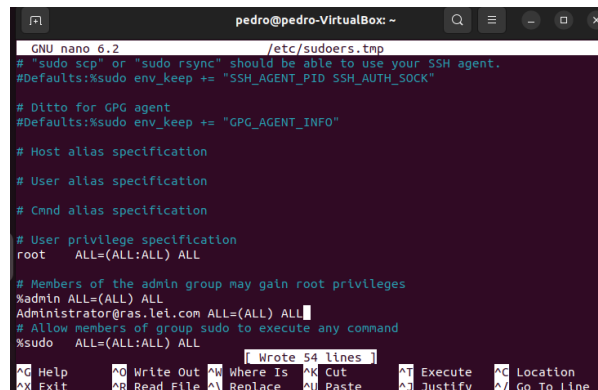 pedro@pedro-VirtualBox: ~
GNU nano 6.2 /etc/sudoers.tmp
# "sudo scp" or "sudo rsync" should be able to use your SSH agent.
#Defaults:%sudo env_keep += "SSH_AGENT_PID SSH_AUTH_SOCK"
# Ditto for GPG agent
#Defaults:%sudo env_keep += "GPG_AGENT_INFO"
# Host alias specification
# User alias specification
# Cmnd alias specification
# User privilege specification
root ALL=(ALL:ALL) ALL
# Members of the admin group may gain root privileges
%admin ALL=(ALL) ALL
Administrator@ras.lei.com ALL=(ALL) ALL
# Allow members of group sudo to execute any command
%sudo ALL=(ALL:ALL) ALL
[ Wrote 54 lines ]
^G Help ^O Write Out ^W Where Is ^K Cut ^T Execute ^C Location
^X Exit ^R Read File ^\ Replace ^U Paste ^J Justify ^/ Go To Line